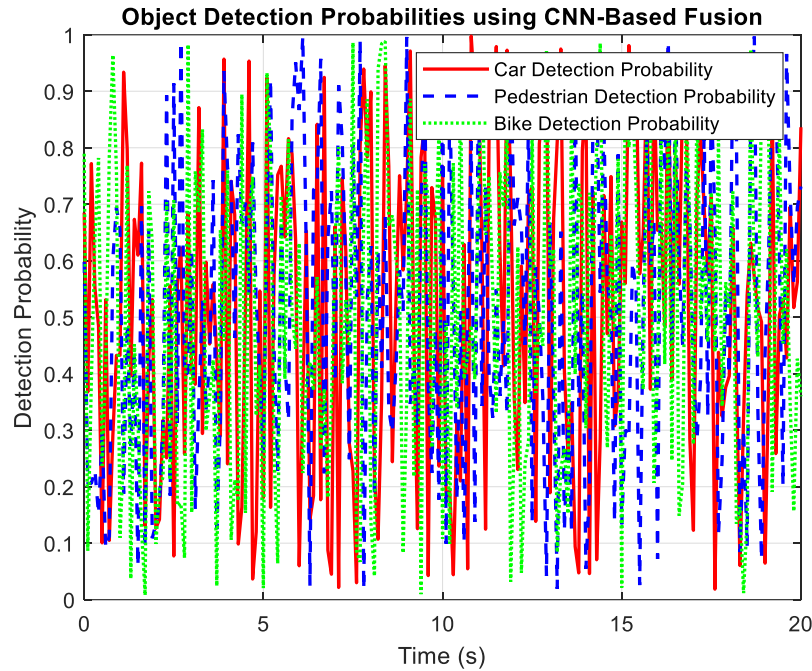 Object Detection Probabilities using CNN-Based Fusion
Car Detection Probability
Pedestrian Detection Probability
Bike Detection Probability
Detection Probability
1
0.9
0.8
0.7
0.6
0.5
0.4
0.3
0.2
0.1
0
0 5 10 15 20
Time (s)